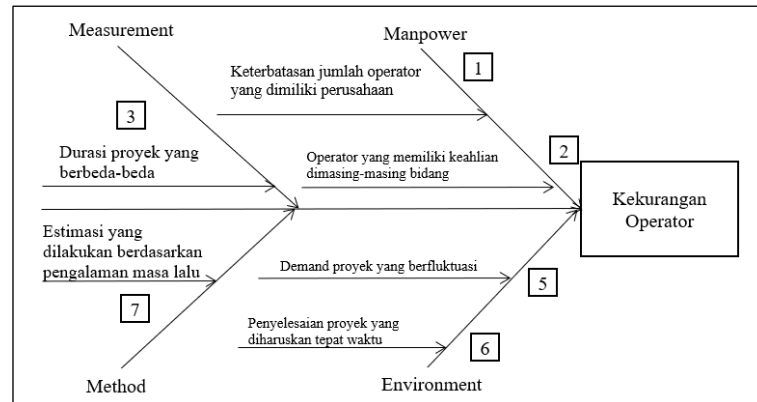 Measurement
Manpower
Keterbatasan jumlah operator
yang dimiliki perusahaan
1
3
Durasi proyek yang
berbeda-beda
Operator yang memiliki keahlian
dimasing-masing bidang
2
Kekurangan
Operator
Estimasi yang
dilakukan berdasarkan
pengalaman masa lalu
7
Demand proyek yang berfluktuasi
5
Penyelesaian proyek yang
diharuskan tepat waktu
6
Method
Environment